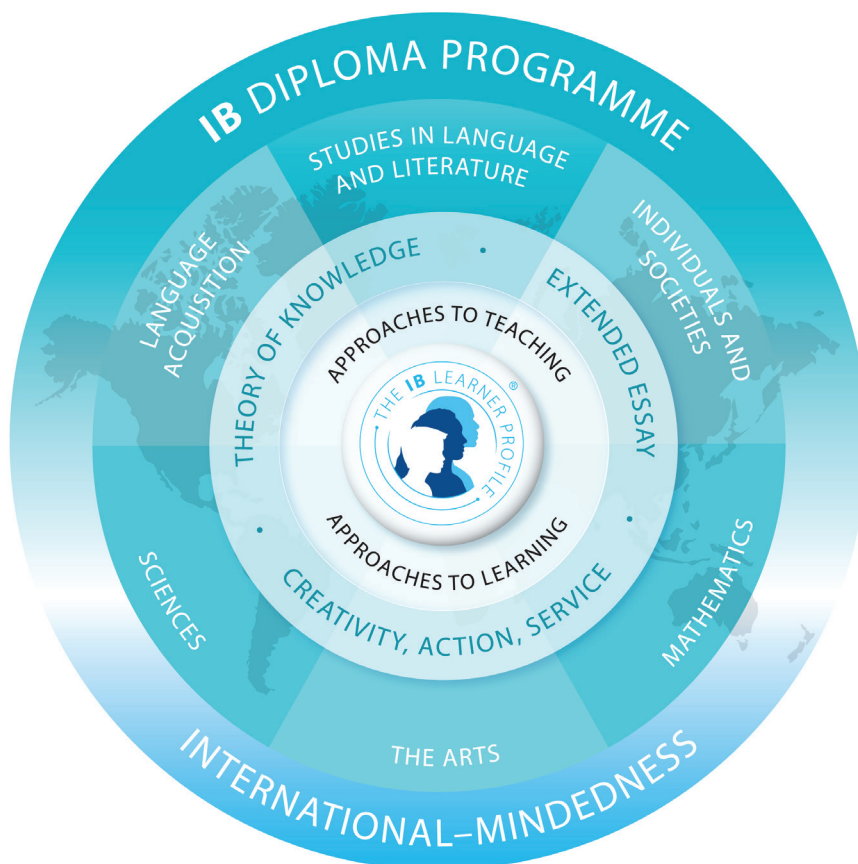 IB DIPLOMA PROGRAMME
STUDIES IN LANGUAGE
AND LITERATURE
LANGUAGE
ACQUISITION
INDIVIDUALS AND
SOCIETIES
THEORY OF KNOWLEDGE
·
EXTENDED ESSAY
APPROACHES TO TEACHING
· THE IB LEARNER PROFILE ·
®
APPROACHES TO LEARNING
·
CREATIVITY, ACTION, SERVICE
·
SCIENCES
MATHEMATICS
THE ARTS
INTERNATIONAL–MINDEDNESS